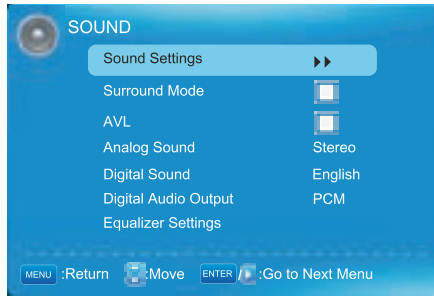 SOUND
Sound Settings
Surround Mode
AVL
Analog Sound Stereo
Digital Sound English
Digital Audio Output PCM
Equalizer Settings
MENU :Return :Move ENTER / :Go to Next Menu